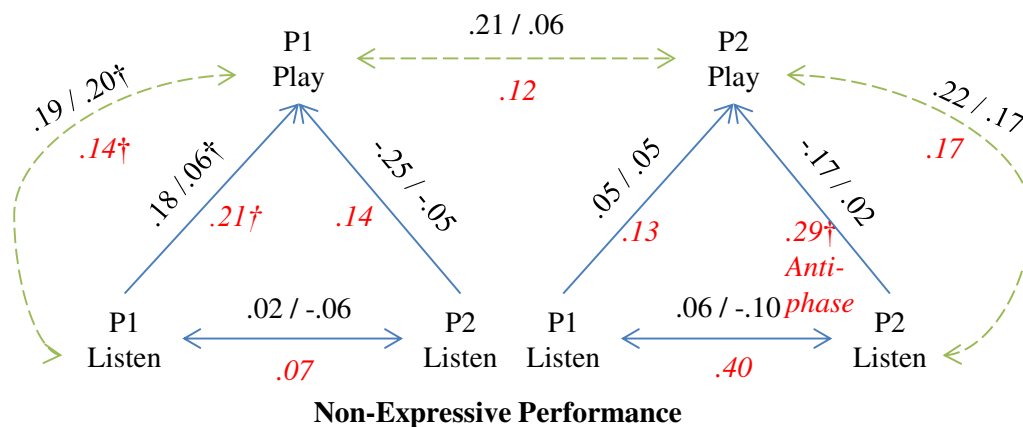 .21 / .06
P1
Play
P2
Play
.12
.19 / .20†
.14†
.18 /.06†
.21†
-.25 / -.05
.14
.05 / .05
.13
-.17 / .02
.29†
Anti-
phase
.22 / .17
.17
P1
Listen
.02 / -.06
.07
P2
Listen
P1
Listen
.06 / -.10
.40
P2
Listen
Non-Expressive Performance